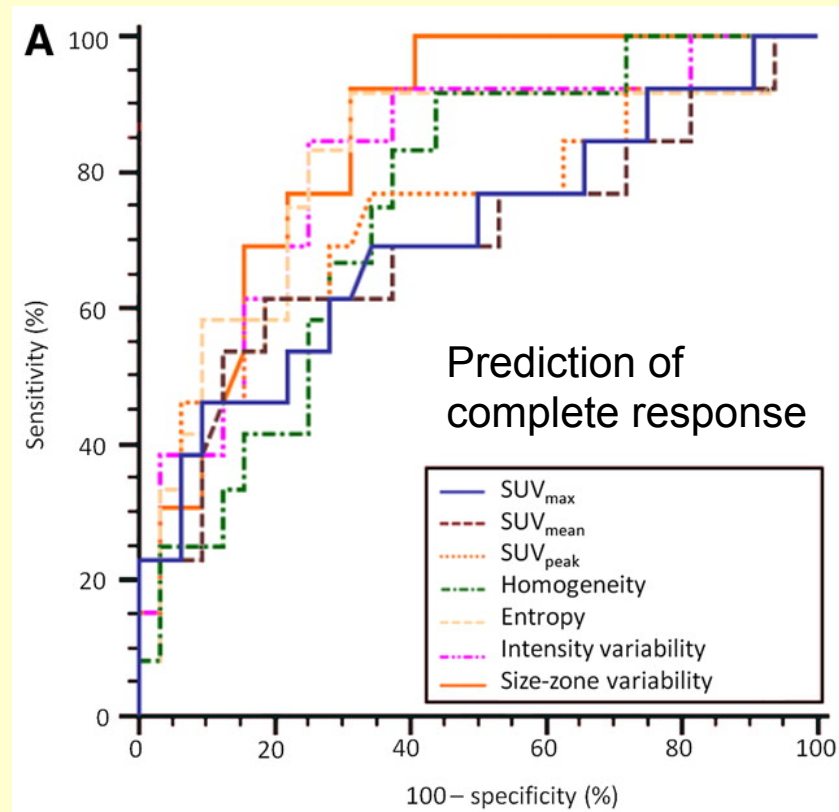 A
100
80
60
40
20
0
Sensitivity (%)
Prediction of
complete response
SUVmax
SUVmean
SUVpeak
Homogeneity
Entropy
Intensity variability
Size-zone variability
0 20 40 60 80 100
100 – specificity (%)